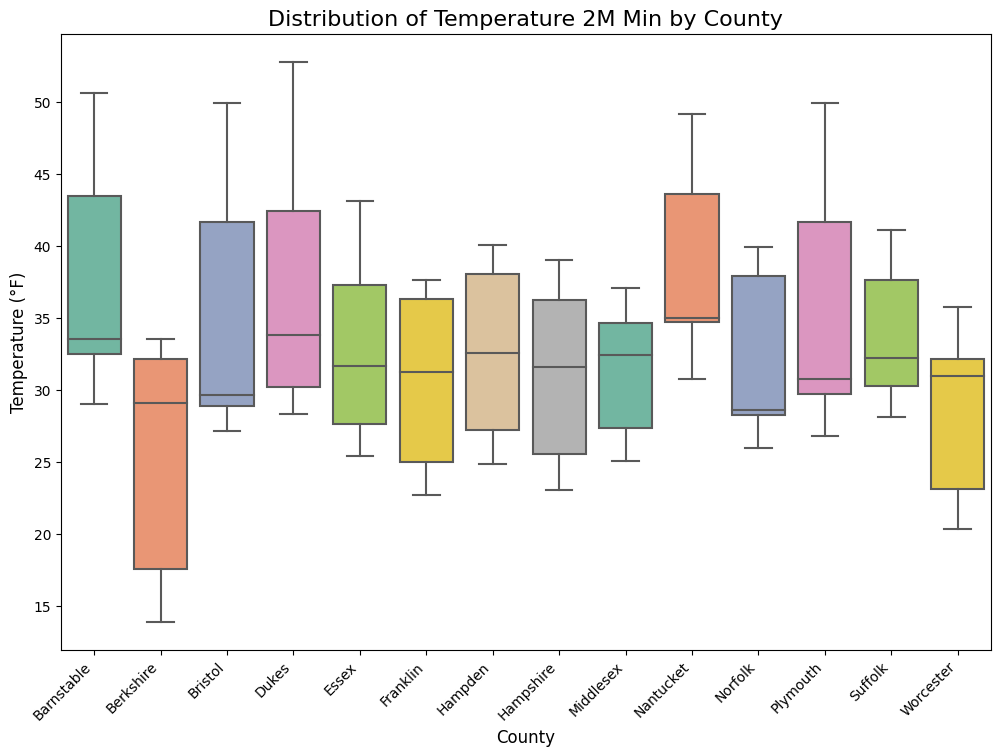 Distribution of Temperature 2M Min by County
Temperature (°F)
50
45
40
35
30
25
20
15
Barnstable
Berkshire
Bristol
Dukes
Essex
Franklin
Hampden
Hampshire
Middlesex
Nantucket
Norfolk
Plymouth
Suffolk
Worcester
County